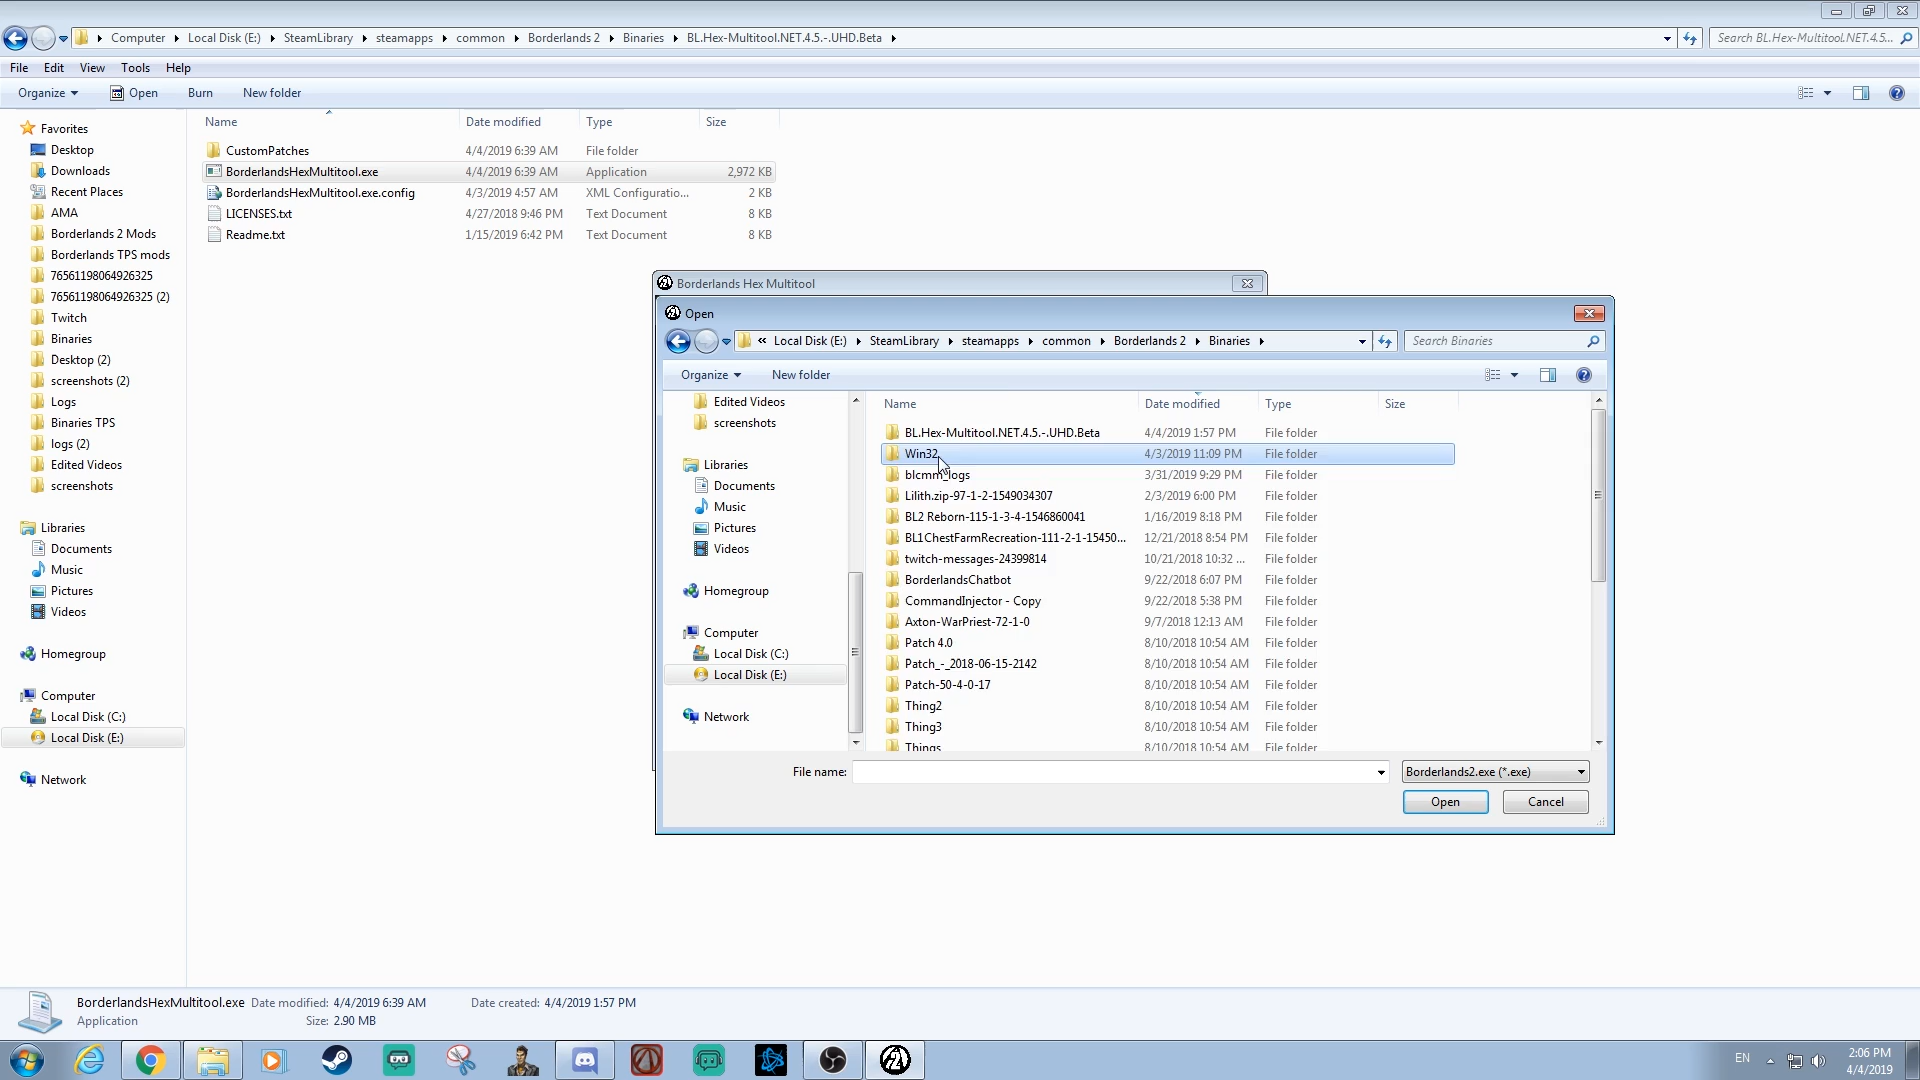 Computer Local Disk (E:) SteamLibrary steamapps common Borderlands 2 Binaries BL.Hex-Multitool.NET.4.5.-.UHD.Beta Search BL.Hex-Multitool.NET.4.5...
File Edit View Tools Help
Organize Open Burn New folder
Name Date modified Type Size
CustomPatches 4/4/2019 6:39 AM File folder
BorderlandsHexMultitool.exe 4/4/2019 6:39 AM Application 2,972 KB
BorderlandsHexMultitool.exe.config 4/3/2019 4:57 AM XML Configuratio... 2 KB
LICENSES.txt 4/27/2018 9:46 PM Text Document 8 KB
Readme.txt 1/15/2019 6:42 PM Text Document 8 KB
Favorites
Desktop
Downloads
Recent Places
AMA
Borderlands 2 Mods
Borderlands TPS mods
76561198064926325
76561198064926325 (2)
Twitch
Binaries
Desktop (2)
screenshots (2)
Logs
Binaries TPS
logs (2)
Edited Videos
screenshots
Libraries
Documents
Music
Pictures
Videos
Homegroup
Computer
Local Disk (C:)
Local Disk (E:)
Network
Borderlands Hex Multitool
Open
« Local Disk (E:) SteamLibrary steamapps common Borderlands 2 Binaries Search Binaries
Organize New folder
Edited Videos
screenshots
Libraries
Documents
Music
Pictures
Videos
Homegroup
Computer
Local Disk (C:)
Local Disk (E:)
Network
Name Date modified Type Size
BL.Hex-Multitool.NET.4.5.-.UHD.Beta 4/4/2019 1:57 PM File folder
Win32 4/3/2019 11:09 PM File folder
blcmm_logs 3/31/2019 9:29 PM File folder
Lilith.zip-97-1-2-1549034307 2/3/2019 6:00 PM File folder
BL2 Reborn-115-1-3-4-1546860041 1/16/2019 8:18 PM File folder
BL1ChestFarmRecreation-111-2-1-15450... 12/21/2018 8:54 PM File folder
twitch-messages-24399814 10/21/2018 10:32 ... File folder
BorderlandsChatbot 9/22/2018 6:07 PM File folder
CommandInjector - Copy 9/22/2018 5:38 PM File folder
Axton-WarPriest-72-1-0 9/7/2018 12:13 AM File folder
Patch 4.0 8/10/2018 10:54 AM File folder
Patch_-_2018-06-15-2142 8/10/2018 10:54 AM File folder
Patch-50-4-0-17 8/10/2018 10:54 AM File folder
Thing2 8/10/2018 10:54 AM File folder
Thing3 8/10/2018 10:54 AM File folder
Things 8/10/2018 10:54 AM File folder
File name: Borderlands2.exe (*.exe)
Open Cancel
BorderlandsHexMultitool.exe Date modified: 4/4/2019 6:39 AM Date created: 4/4/2019 1:57 PM
Application Size: 2.90 MB
EN
2:06 PM
4/4/2019